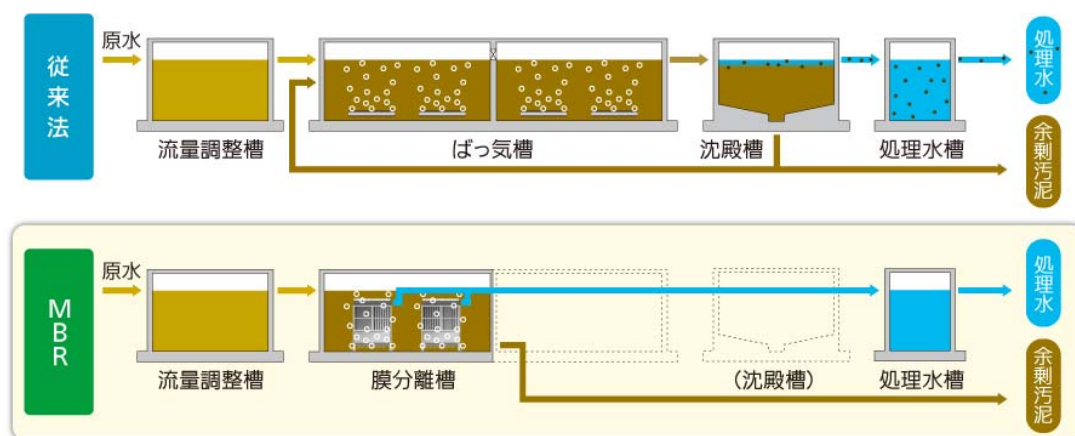 従来法
原水
流量調整槽
ばっ気槽
沈殿槽
処理水槽
処理水
余剰汚泥
MBR
原水
流量調整槽
膜分離槽
(沈殿槽)
処理水槽
処理水
余剰汚泥